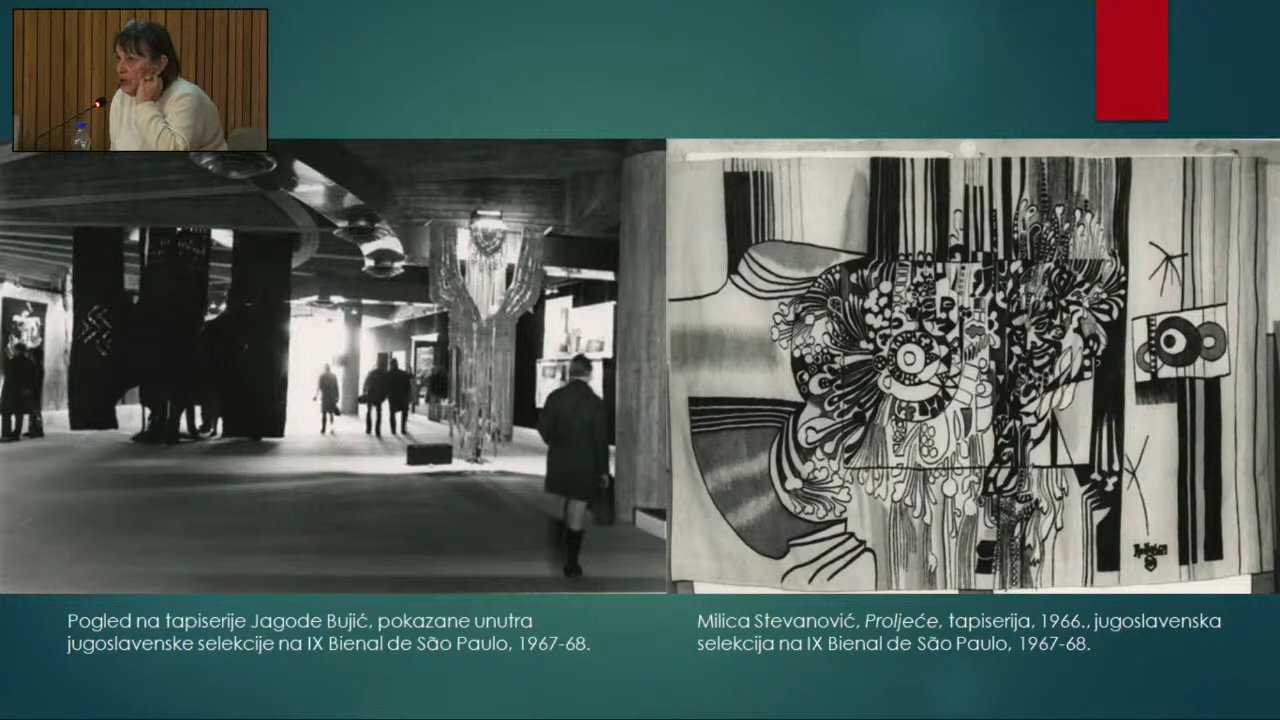 Pogled na tapiserije Jagode Bujić, pokazane unutra
jugoslavenske selekcije na IX Bienal de São Paulo, 1967-68.
Milica Stevanović, Proljeće, tapiserija, 1966., jugoslavenska
selekcija na IX Bienal de São Paulo, 1967-68.